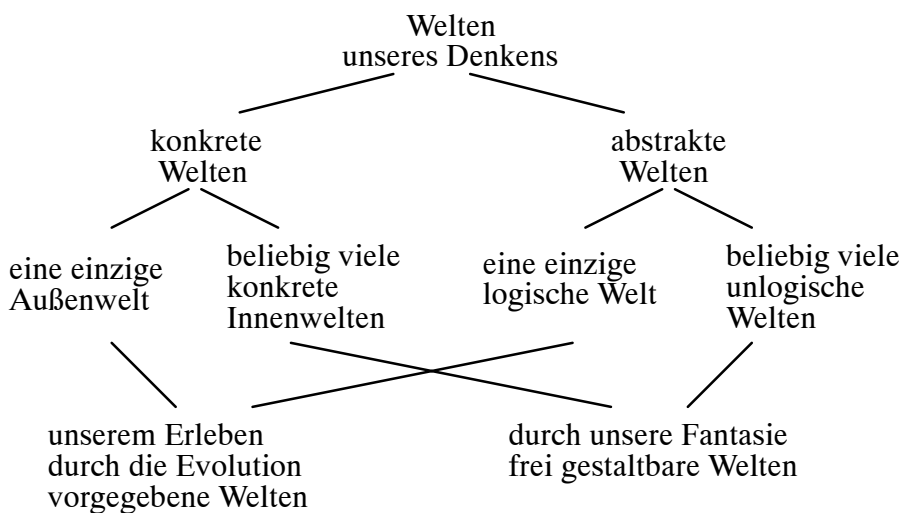 Welten
unseres Denkens
konkrete
Welten
abstrakte
Welten
eine einzige
Außenwelt
beliebig viele
konkrete
Innenwelten
eine einzige
logische Welt
beliebig viele
unlogische
Welten
unserem Erleben
durch die Evolution
vorgegebene Welten
durch unsere Fantasie
frei gestaltbare Welten